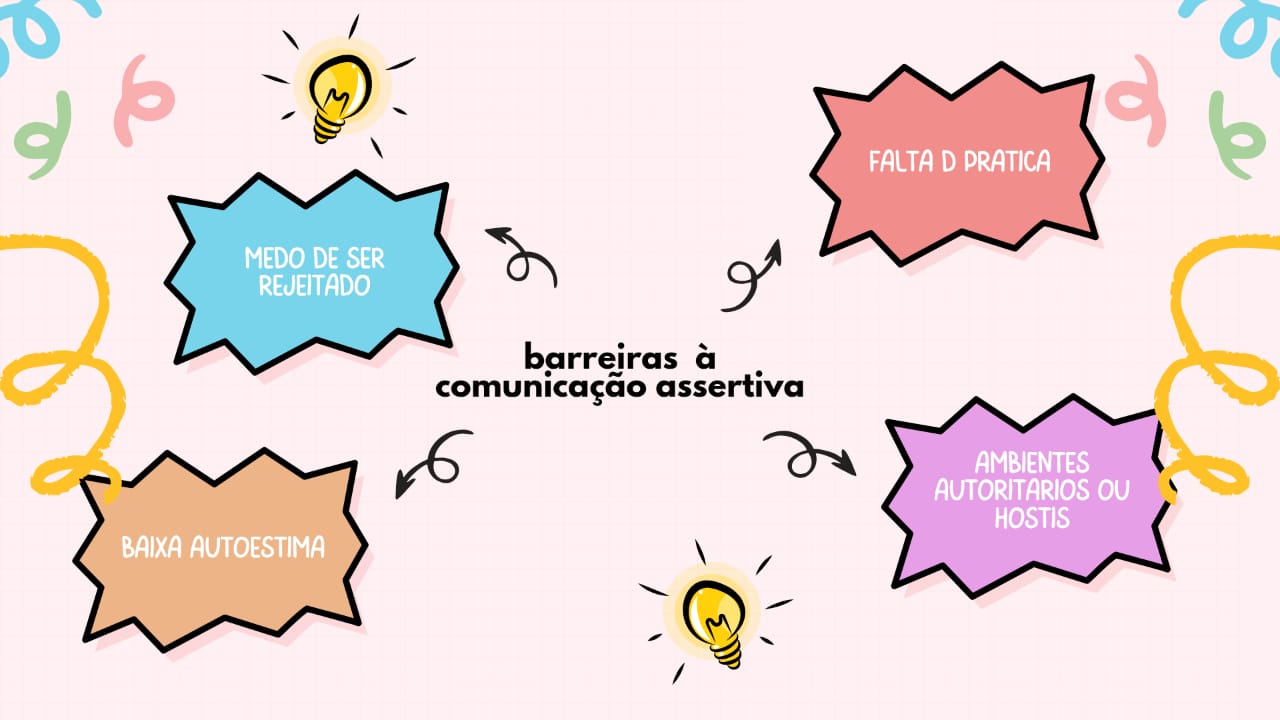 FALTA D PRATICA
MEDO DE SER
REJEITADO
barreiras à
comunicação assertiva
AMBIENTES
AUTORITARIOS OU
HOSTIS
BAIXA AUTOESTIMA